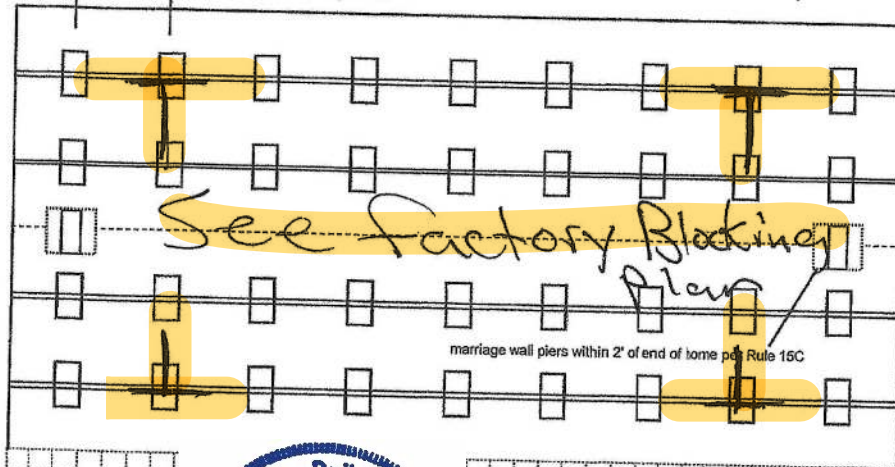 See Factory Blocking
Plan
marriage wall piers within 2' of end of home per Rule 15C